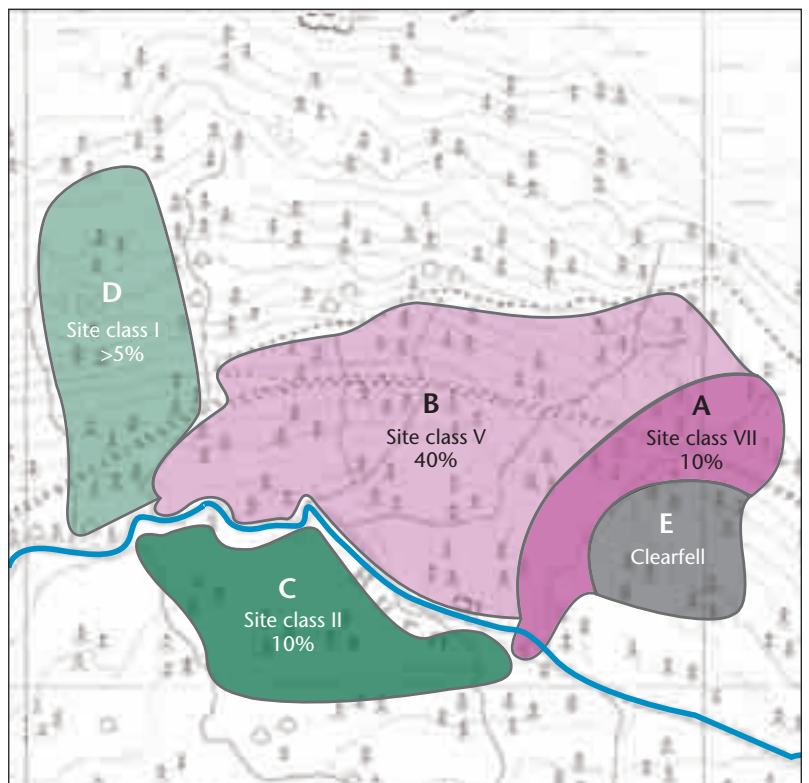 D
Site class I
>5%
B
Site class V
40%
A
Site class VII
10%
E
Clearfell
C
Site class II
10%